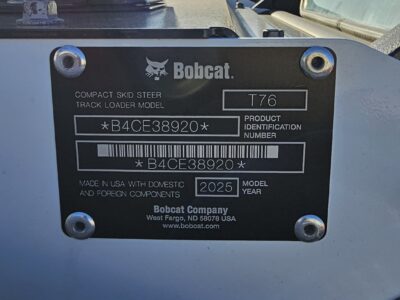 Bobcat.
COMPACT SKID STEER
TRACK LOADER MODEL
T76
*B4CE38920*
PRODUCT
IDENTIFICATION
NUMBER
*B4CE38920*
MADE IN USA WITH DOMESTIC
AND FOREIGN COMPONENTS
2025
MODEL
YEAR
Bobcat Company
West Fargo, ND 58078 USA
www.bobcat.com